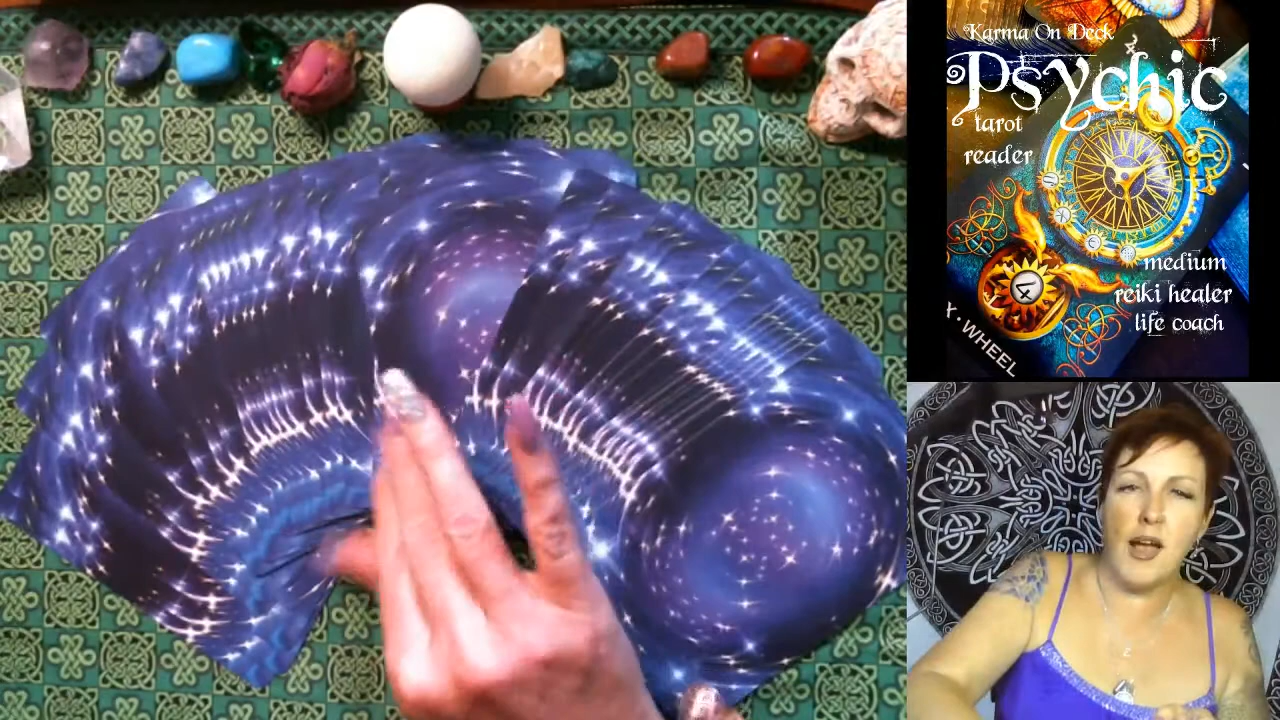 Karma On Deck
Psychic
tarot
reader
medium
reiki healer
life coach
X • WHEEL